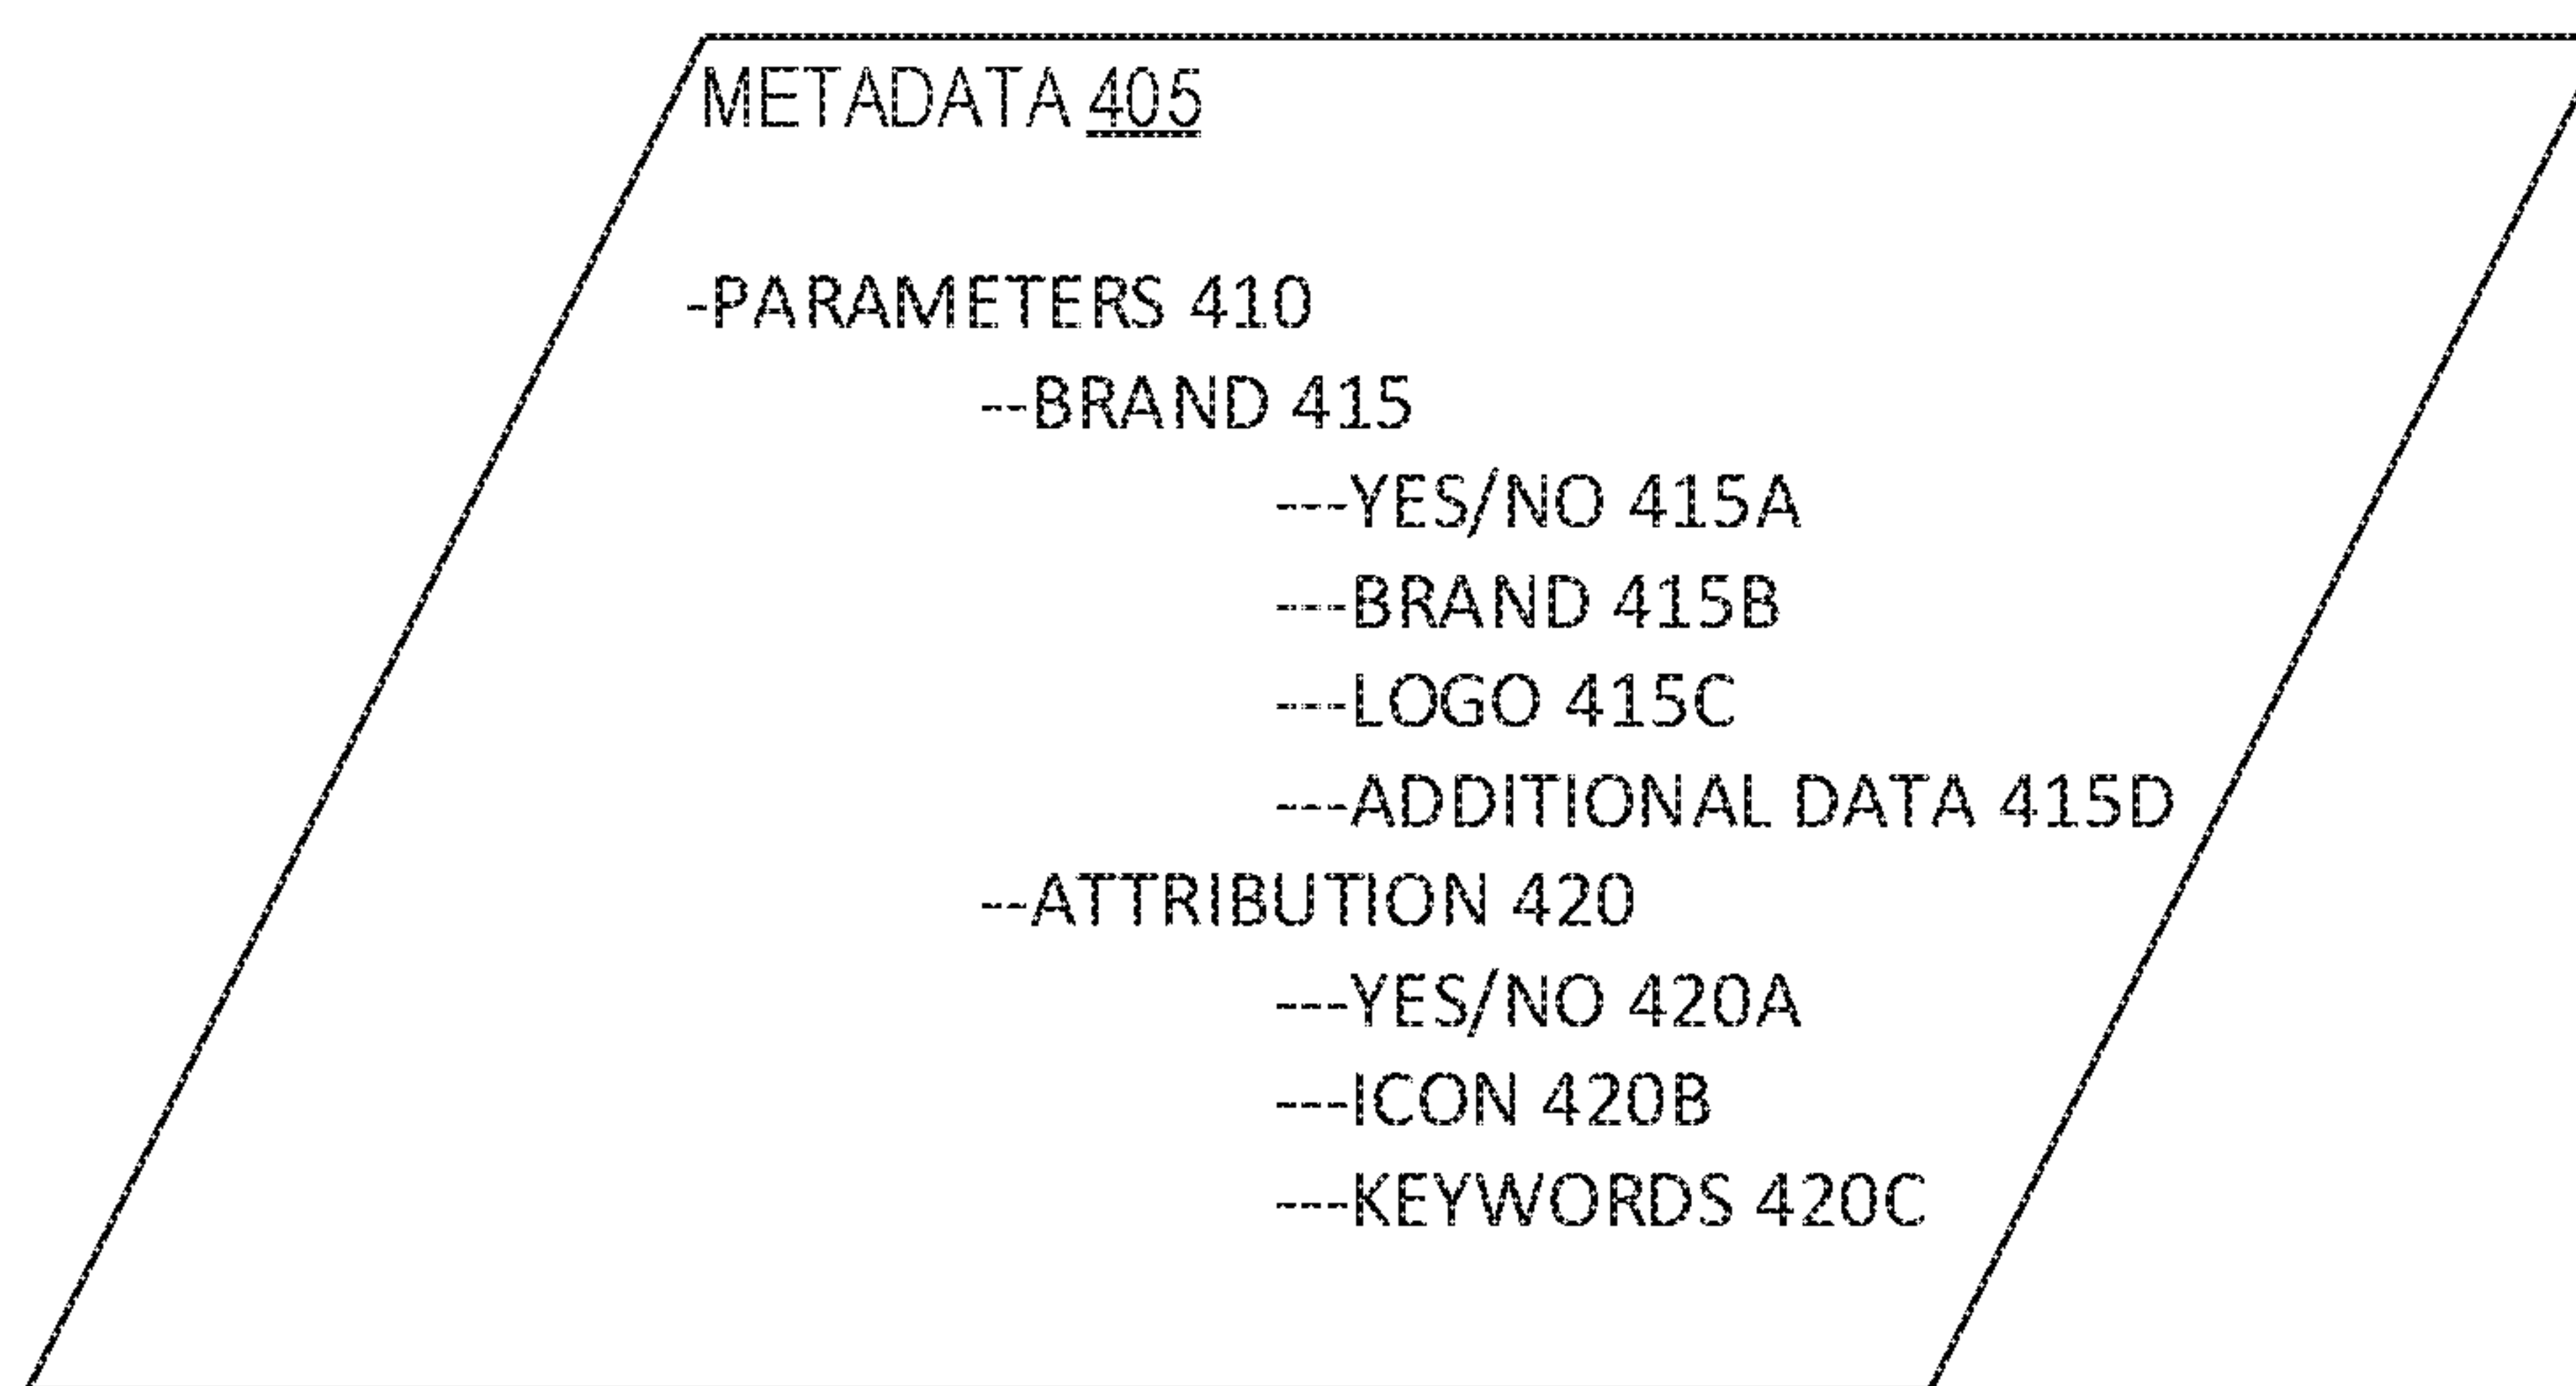 METADATA 405
-PARAMETERS 410
--BRAND 415
---YES/NO 415A
---BRAND 415B
---LOGO 415C
---ADDITIONAL DATA 415D
--ATTRIBUTION 420
---YES/NO 420A
---ICON 420B
---KEYWORDS 420C